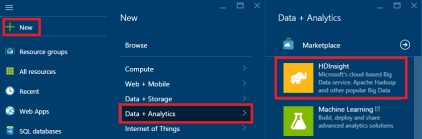 New
Resource groups
All resources
Recent
Web Apps
SQL databases
New
Browse
Compute
Web + Mobile
Data + Storage
Data + Analytics
Internet of Things
Data + Analytics
Marketplace
HDInsight
Microsoft's cloud-based Big
Data service. Apache Hadoop
and other popular Big Data
Machine Learning
Build, deploy and share
advanced analytics solutions